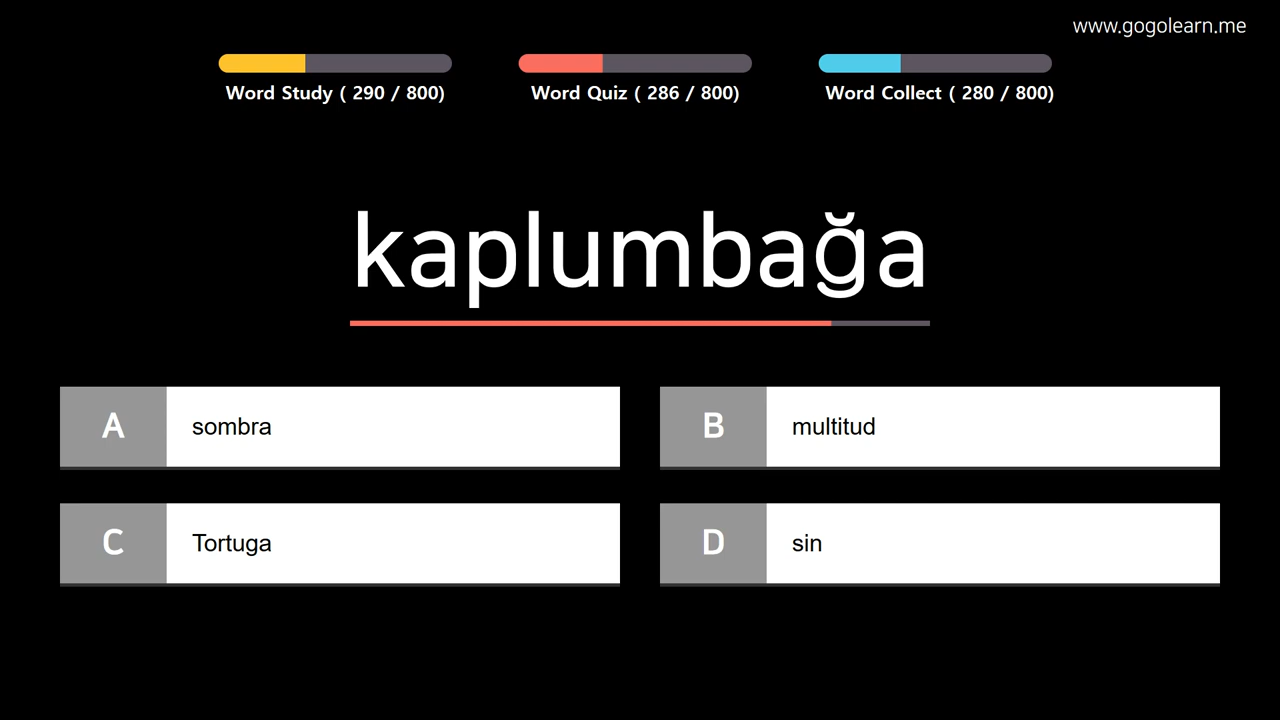 www.gogolearn.me
Word Study ( 290 / 800)
Word Quiz ( 286 / 800)
Word Collect ( 280 / 800)
kaplumbağa
A sombra
B multitud
C Tortuga
D sin